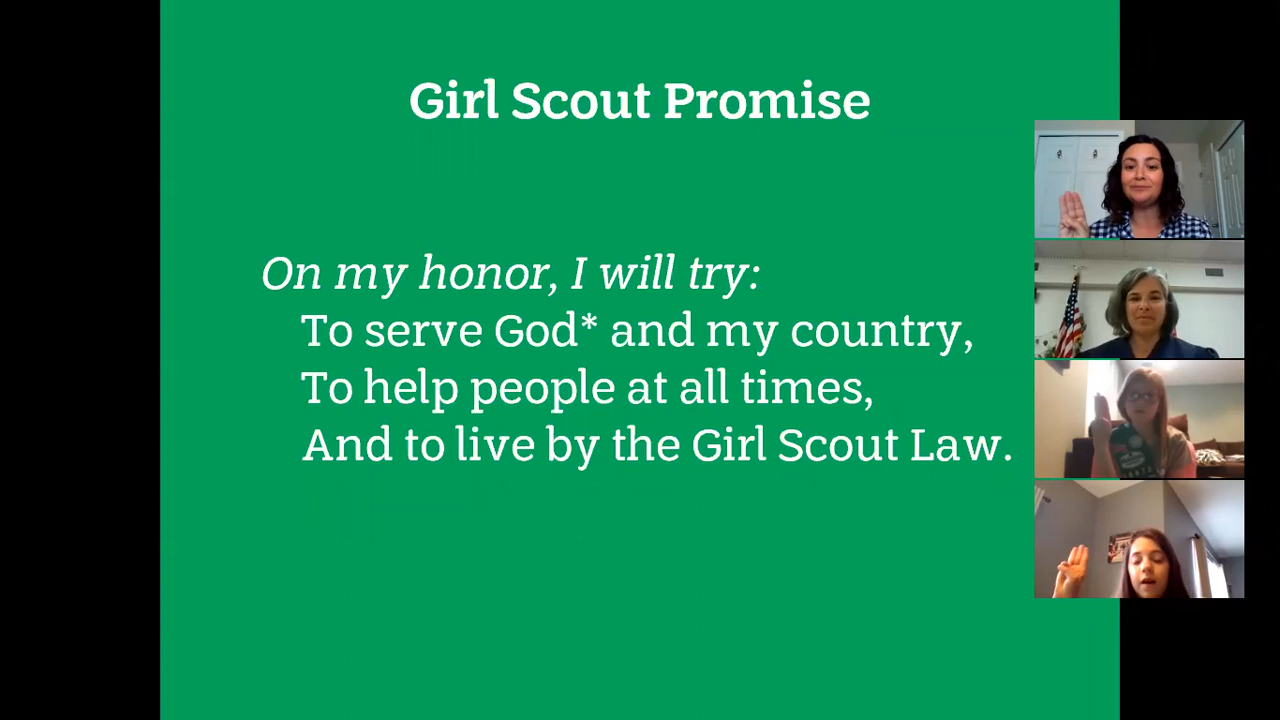 Girl Scout Promise
On my honor, I will try:
To serve God* and my country,
To help people at all times,
And to live by the Girl Scout Law.